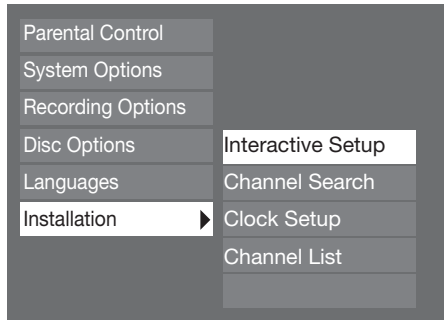 Parental Control
System Options
Recording Options
Disc Options
Languages
Installation
Interactive Setup
Channel Search
Clock Setup
Channel List